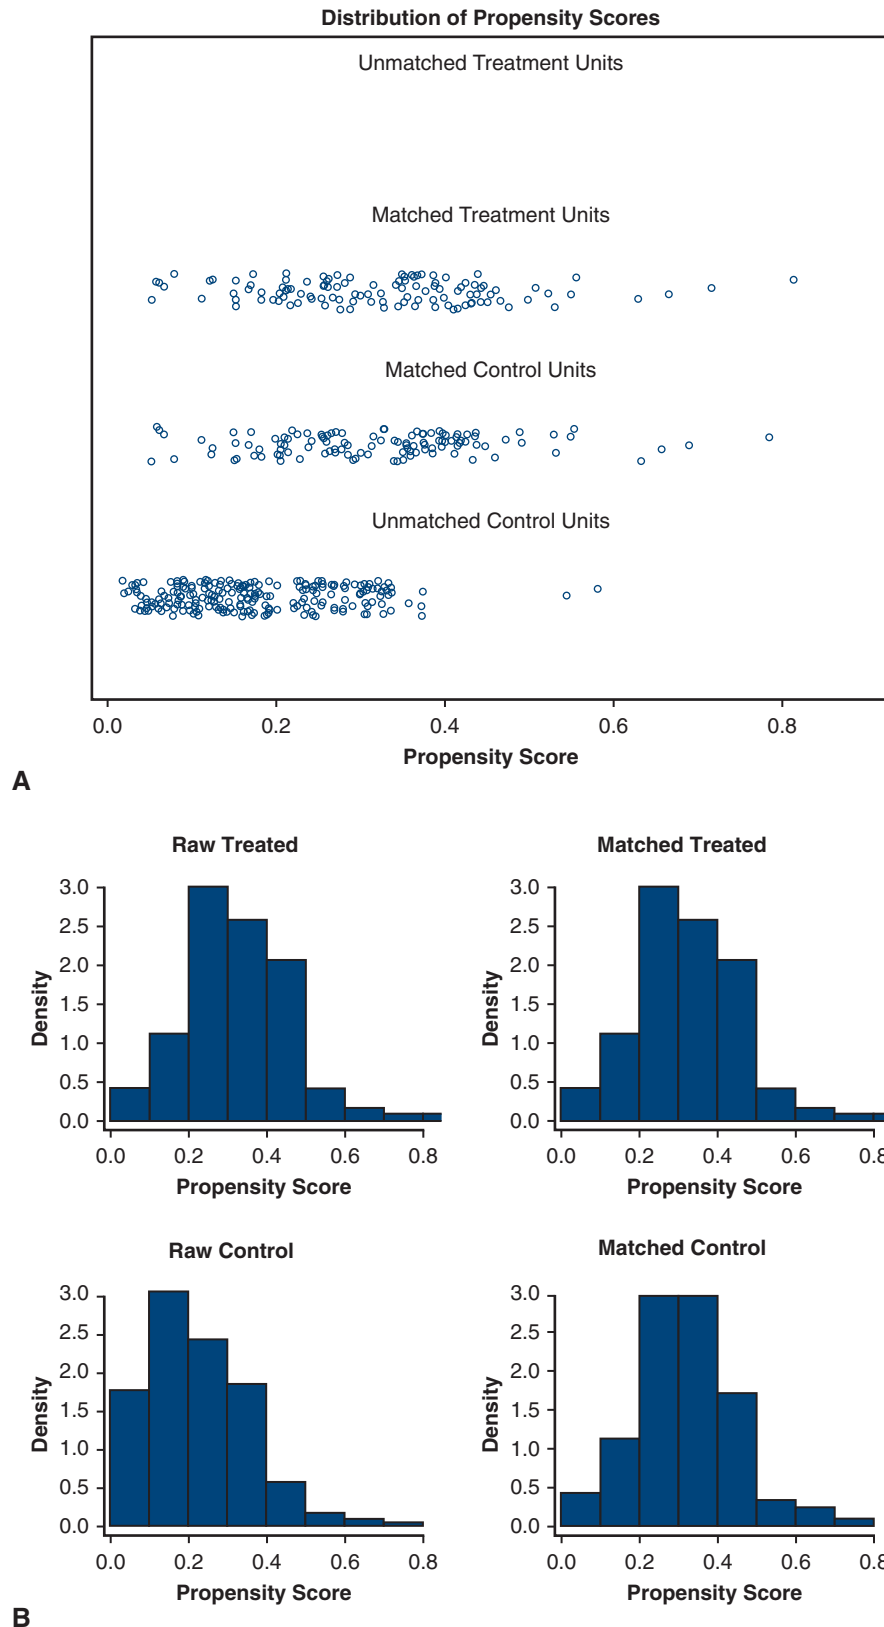 Distribution of Propensity Scores
Unmatched Treatment Units
Matched Treatment Units
Matched Control Units
Unmatched Control Units
0.0 0.2 0.4 0.6 0.8
Propensity Score
A
Raw Treated
3.0
2.5
2.0
1.5
1.0
0.5
0.0
Density
0.0 0.2 0.4 0.6 0.8
Propensity Score
Matched Treated
3.0
2.5
2.0
1.5
1.0
0.5
0.0
Density
0.0 0.2 0.4 0.6 0.8
Propensity Score
Raw Control
3.0
2.5
2.0
1.5
1.0
0.5
0.0
Density
0.0 0.2 0.4 0.6 0.8
Propensity Score
Matched Control
3.0
2.5
2.0
1.5
1.0
0.5
0.0
Density
0.0 0.2 0.4 0.6 0.8
Propensity Score
B